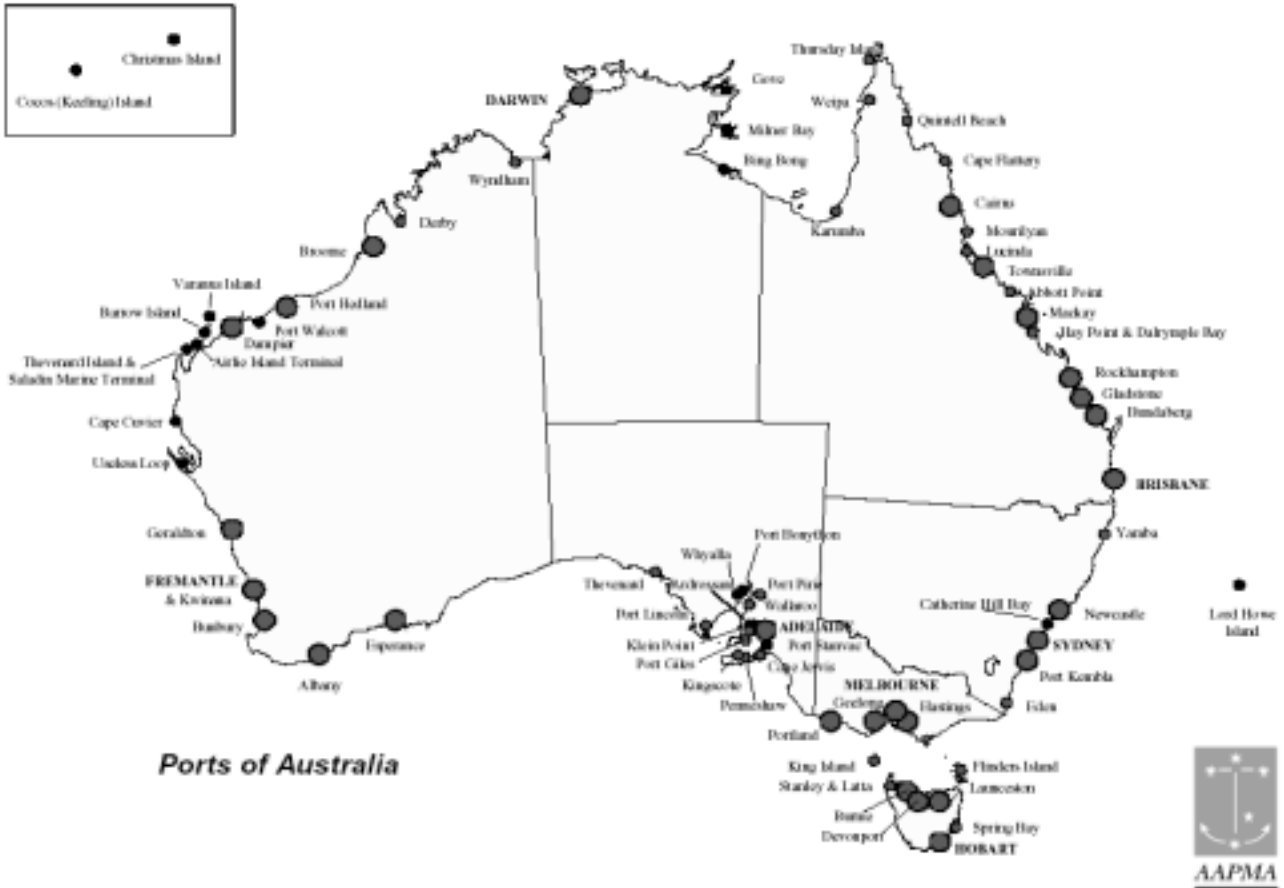 Christmas Island
Cocos (Keeling) Island
Thursday Island
DARWIN
Gove
Weipa
Milner Bay
Quintell Beach
Bing Bong
Cape Flattery
Wyndham
Cairns
Derby
Karumba
Mourilyan
Broome
Lucinda
Townsville
Varanus Island
Abbott Point
Port Hedland
Barrow Island
Mackay
Port Walcott
Hay Point & Dalrymple Bay
Dampier
Thevenard Island &
Saladin Marine Terminal
Airlie Island Terminal
Rockhampton
Gladstone
Bundaberg
Cape Cuvier
Useless Loop
BRISBANE
Geraldton
Port Bonython
Yamba
Whyalla
FREMANTLE
& Kwinana
Thevenard
Ardrossan
Port Pirie
Wallaroo
Catherine Hill Bay
Newcastle
Lord Howe
Island
Port Lincoln
Bunbury
ADELAIDE
Esperance
Klein Point
Port Stanvac
SYDNEY
Port Giles
Cape Jervis
Port Kembla
Albany
Kingscote
MELBOURNE
Penneshaw
Geelong
Hastings
Eden
Portland
Ports of Australia
King Island
Flinders Island
Stanley & Latta
Launceston
Burnie
Devonport
Spring Bay
HOBART
AAPMA